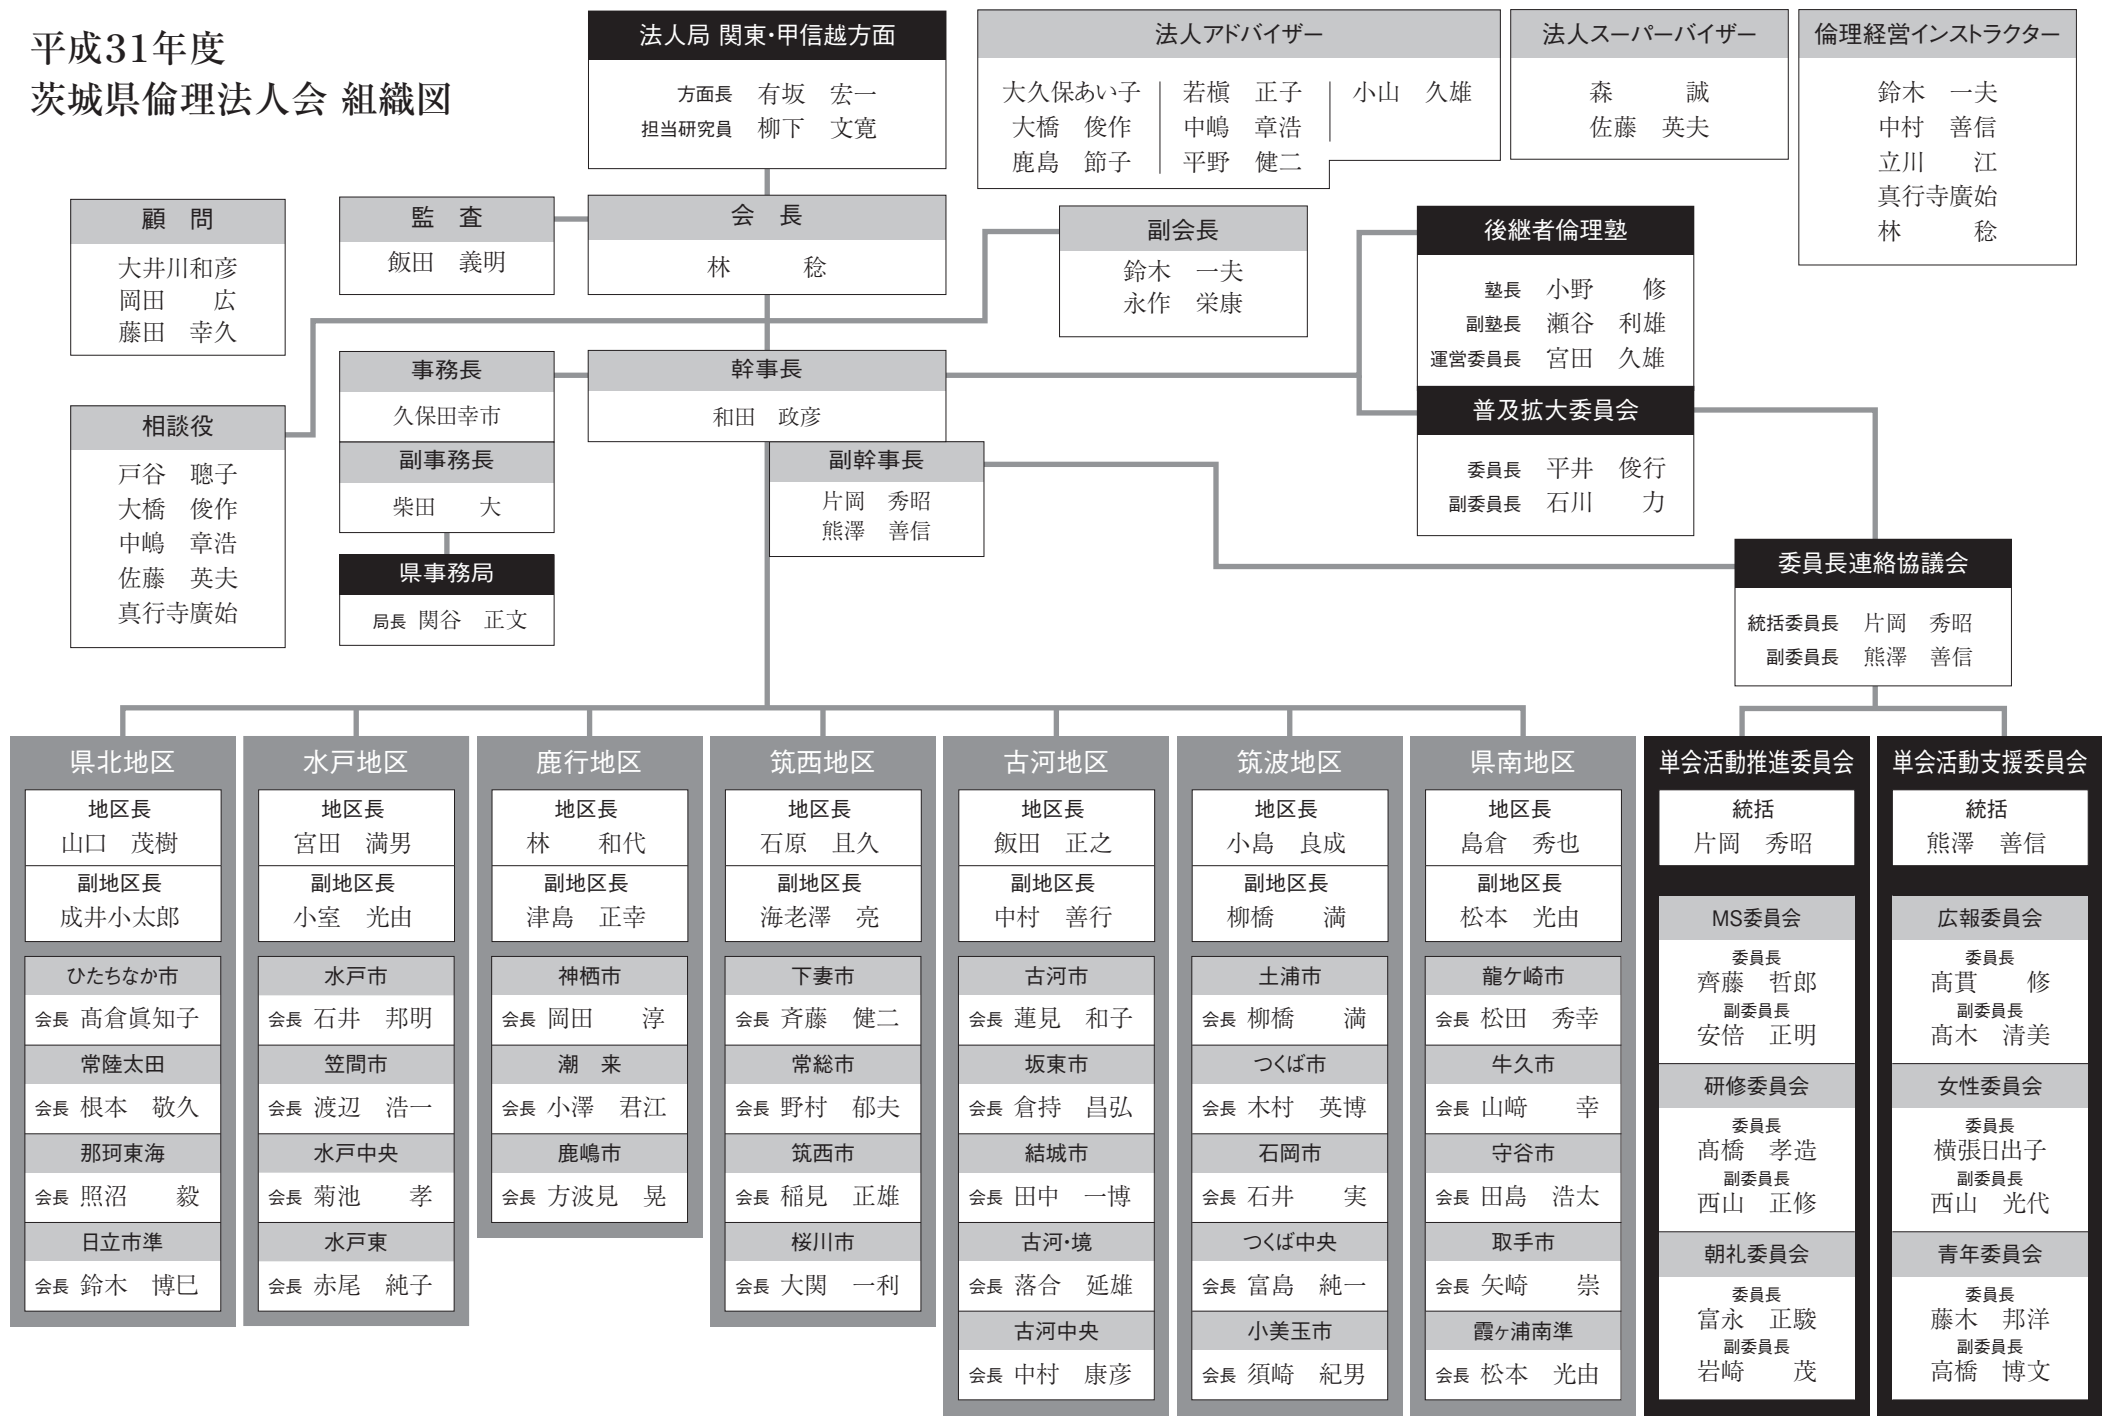 平成31年度
茨城県倫理法人会 組織図
法人局 関東・甲信越方面
方面長 有坂　宏一
担当研究員 柳下　文寛
法人アドバイザー
大久保あい子
大橋　俊作
鹿島　節子
若槇　正子
中嶋　章浩
平野　健二
小山　久雄
法人スーパーバイザー
森　　　誠
佐藤　英夫
倫理経営インストラクター
鈴木　一夫
中村　善信
立川　　江
真行寺廣始
林　　　稔
顧　問
大井川和彦
岡田　　広
藤田　幸久
監　査
飯田　義明
会　長
林　　　稔
副会長
鈴木　一夫
永作　栄康
後継者倫理塾
塾長 小野　　修
副塾長 瀬谷　利雄
運営委員長 宮田　久雄
事務長
久保田幸市
幹事長
和田　政彦
普及拡大委員会
委員長 平井　俊行
副委員長 石川　　力
相談役
戸谷　聰子
大橋　俊作
中嶋　章浩
佐藤　英夫
真行寺廣始
副事務長
柴田　　大
副幹事長
片岡　秀昭
熊澤　善信
県事務局
局長 関谷　正文
委員長連絡協議会
統括委員長 片岡　秀昭
副委員長 熊澤　善信
県北地区
地区長
山口　茂樹
副地区長
成井小太郎
ひたちなか市
会長 髙倉眞知子
常陸太田
会長 根本　敬久
那珂東海
会長 照沼　　毅
日立市準
会長 鈴木　博巳
水戸地区
地区長
宮田　満男
副地区長
小室　光由
水戸市
会長 石井　邦明
笠間市
会長 渡辺　浩一
水戸中央
会長 菊池　　孝
水戸東
会長 赤尾　純子
鹿行地区
地区長
林　　和代
副地区長
津島　正幸
神栖市
会長 岡田　　淳
潮　来
会長 小澤　君江
鹿嶋市
会長 方波見　晃
筑西地区
地区長
石原　且久
副地区長
海老澤　亮
下妻市
会長 斉藤　健二
常総市
会長 野村　郁夫
筑西市
会長 稲見　正雄
桜川市
会長 大関　一利
古河地区
地区長
飯田　正之
副地区長
中村　善行
古河市
会長 蓮見　和子
坂東市
会長 倉持　昌弘
結城市
会長 田中　一博
古河・境
会長 落合　延雄
古河中央
会長 中村　康彦
筑波地区
地区長
小島　良成
副地区長
柳橋　　満
土浦市
会長 柳橋　　満
つくば市
会長 木村　英博
石岡市
会長 石井　　実
つくば中央
会長 富島　純一
小美玉市
会長 須崎　紀男
県南地区
地区長
島倉　秀也
副地区長
松本　光由
龍ケ崎市
会長 松田　秀幸
牛久市
会長 山﨑　　幸
守谷市
会長 田島　浩太
取手市
会長 矢崎　　崇
霞ヶ浦南準
会長 松本　光由
単会活動推進委員会
統括
片岡　秀昭
MS委員会
委員長
齊藤　哲郎
副委員長
安倍　正明
研修委員会
委員長
髙橋　孝造
副委員長
西山　正修
朝礼委員会
委員長
富永　正駿
副委員長
岩崎　　茂
単会活動支援委員会
統括
熊澤　善信
広報委員会
委員長
髙貫　　修
副委員長
髙木　清美
女性委員会
委員長
横張日出子
副委員長
西山　光代
青年委員会
委員長
藤木　邦洋
副委員長
高橋　博文